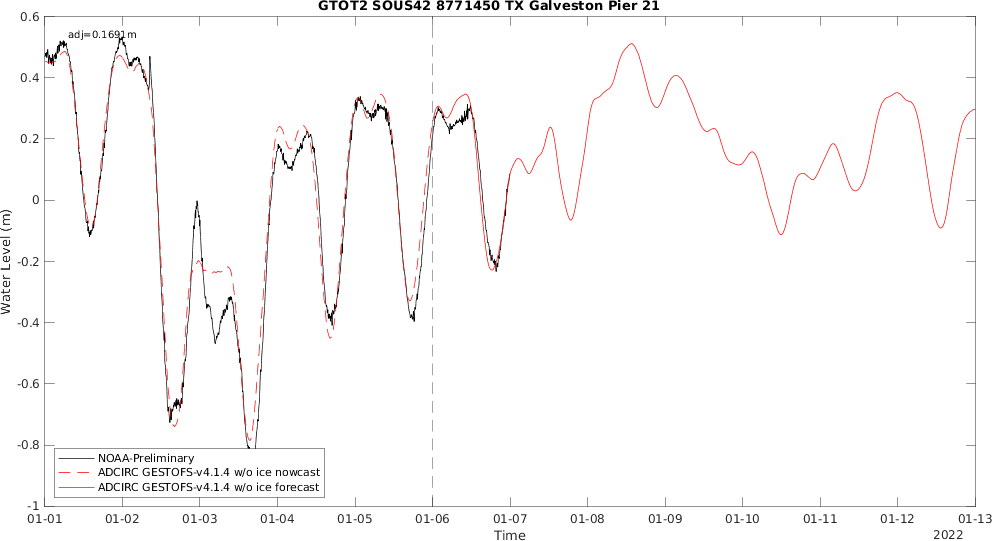 GTOT2 SOUS42 8771450 TX Galveston Pier 21
adj=0.1691m
0.6
0.4
0.2
0
-0.2
-0.4
-0.6
-0.8
-1
Water Level (m)
NOAA-Preliminary
ADCIRC GESTOFS-v4.1.4 w/o ice nowcast
ADCIRC GESTOFS-v4.1.4 w/o ice forecast
01-01 01-02 01-03 01-04 01-05 01-06 01-07 01-08 01-09 01-10 01-11 01-12 01-13
Time
2022